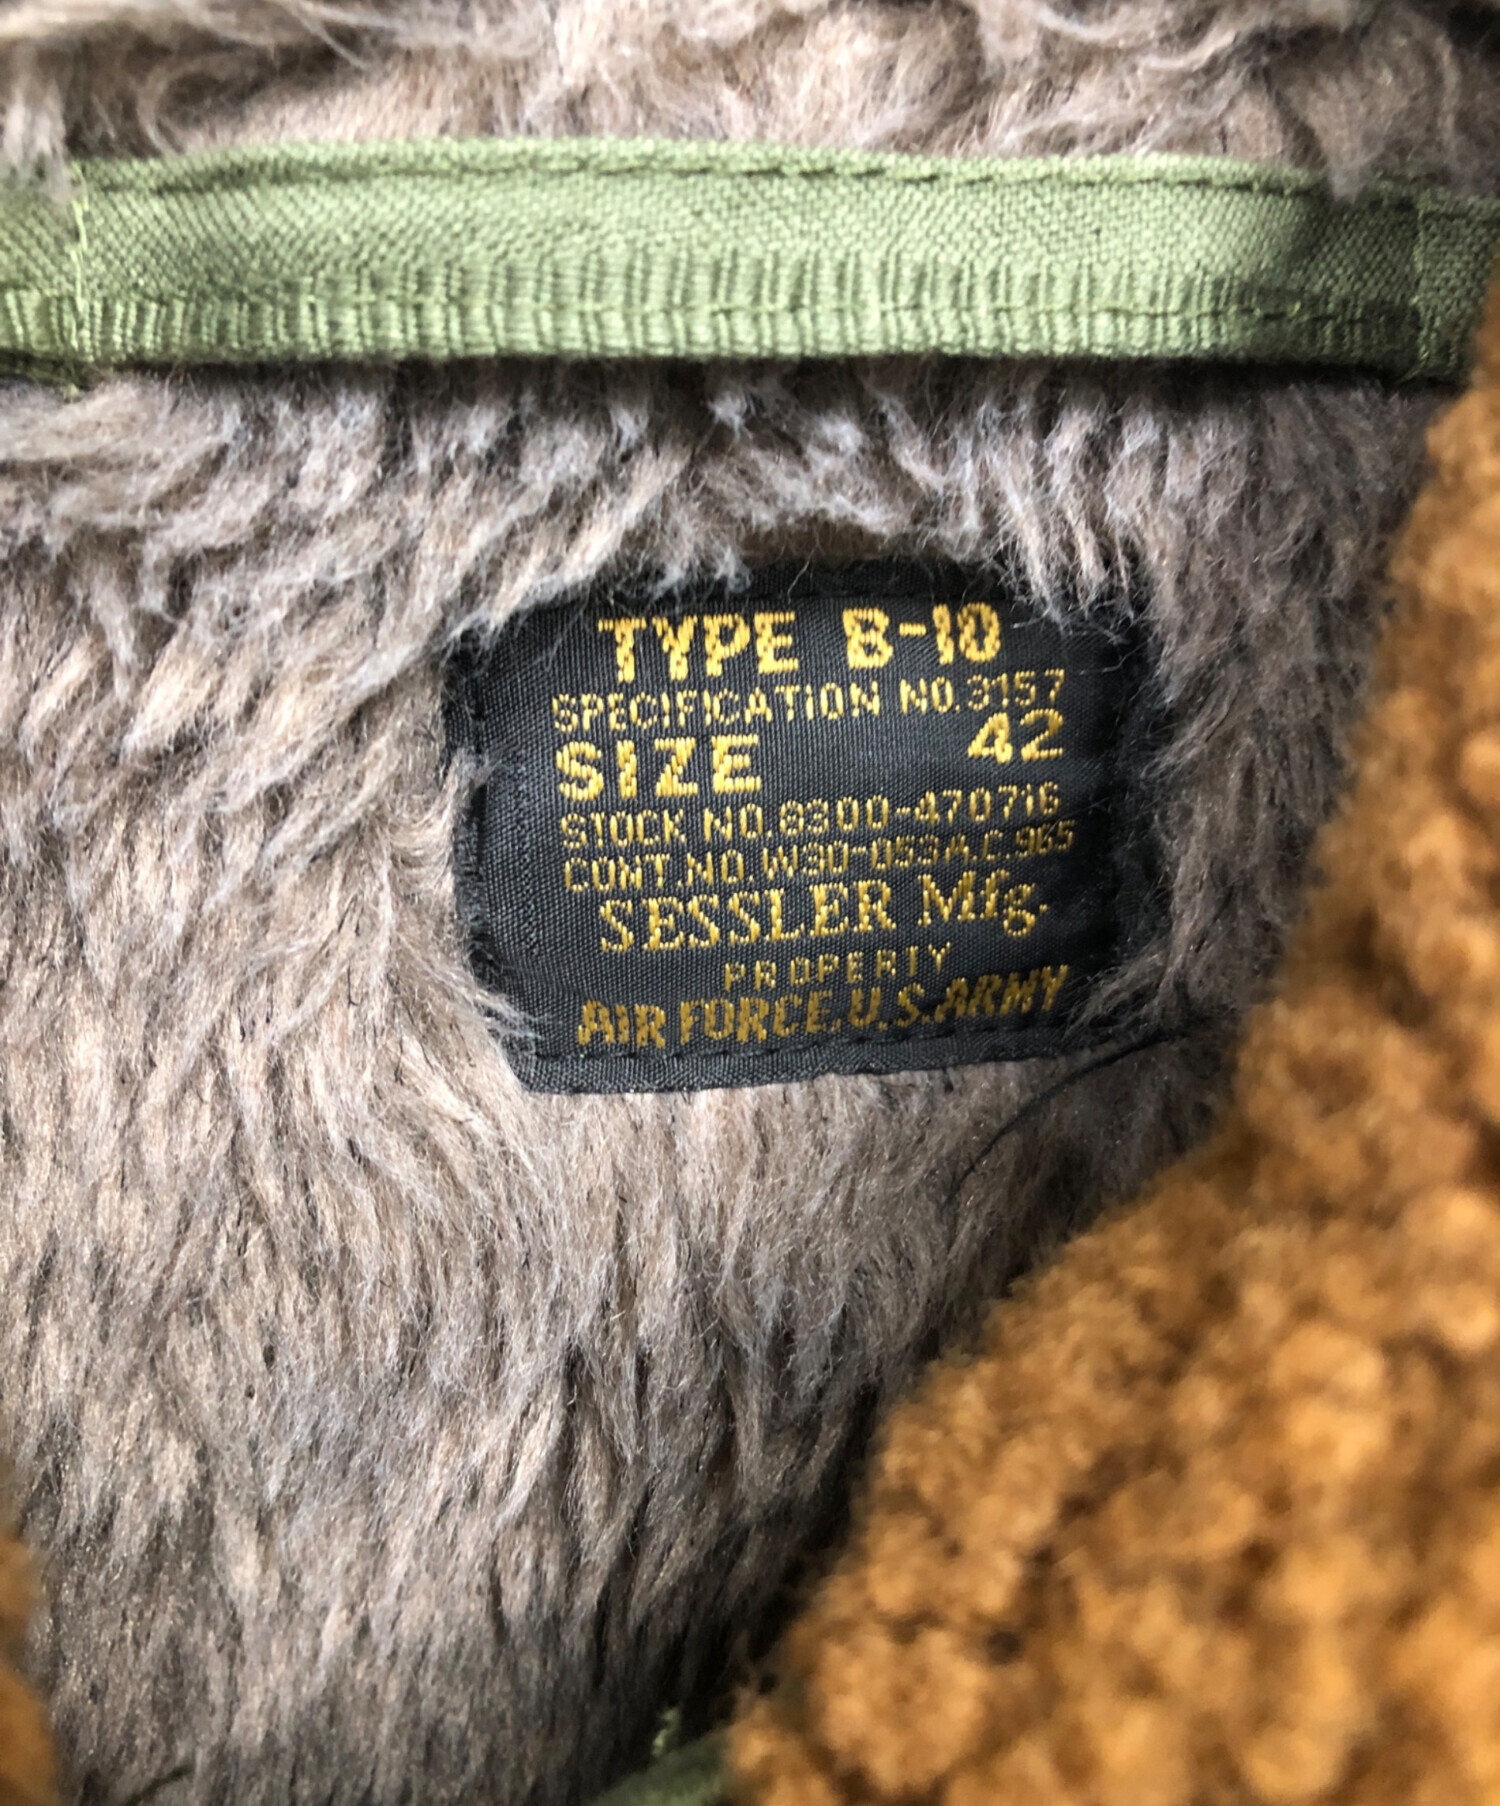 TYPE B-10
SPECIFICATION NO.3157
SIZE 42
STOCK NO.8300-470716
CONT.NO.W30-053A.C.965
SESSLER Mfg.
PROPERTY
AIR FORCE.U.S.ARMY